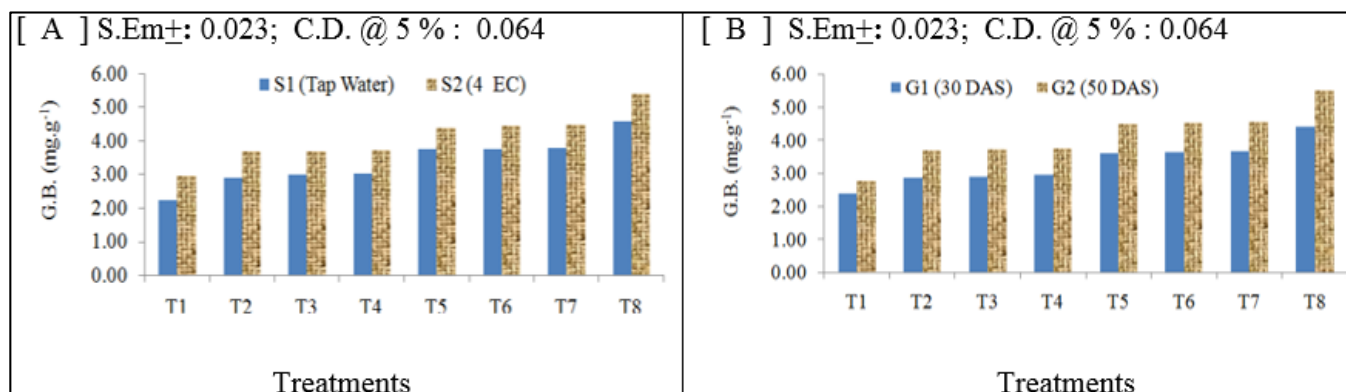 [ A ] S.Em±: 0.023; C.D. @ 5 % : 0.064
6.00
5.00
4.00
3.00
2.00
1.00
0.00
G.B. (mg.g⁻¹)
S1 (Tap Water) S2 (4 EC)
T1 T2 T3 T4 T5 T6 T7 T8
Treatments
[ B ] S.Em±: 0.023; C.D. @ 5 % : 0.064
6.00
5.00
4.00
3.00
2.00
1.00
0.00
G.B. (mg.g⁻¹)
G1 (30 DAS) G2 (50 DAS)
T1 T2 T3 T4 T5 T6 T7 T8
Treatments